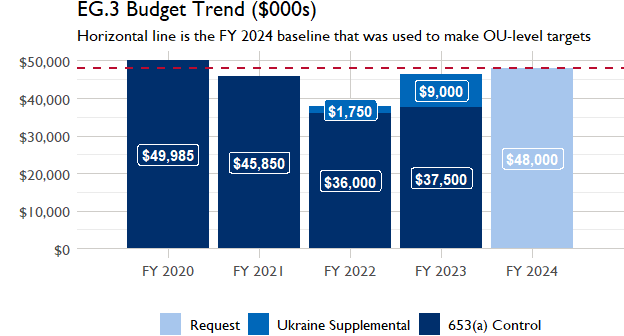 EG.3 Budget Trend ($000s)
Horizontal line is the FY 2024 baseline that was used to make OU-level targets
$50,000
$40,000
$30,000
$20,000
$10,000
$0
$49,985
$45,850
$1,750
$36,000
$9,000
$37,500
$48,000
FY 2020
FY 2021
FY 2022
FY 2023
FY 2024
Request
Ukraine Supplemental
653(a) Control